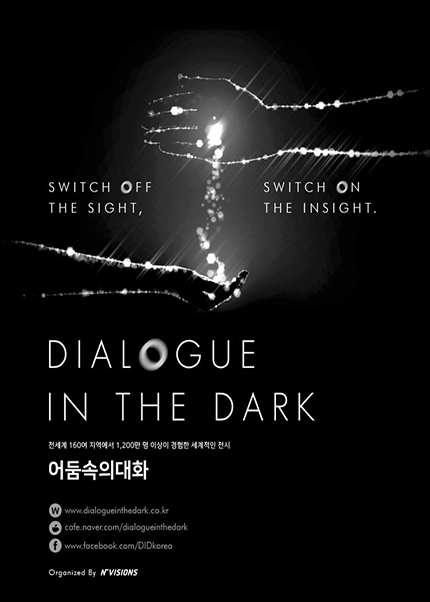 SWITCH OFF
THE SIGHT,
SWITCH ON
THE INSIGHT.
DIALOGUE
IN THE DARK
전세계 160여 지역에서 1,200만 명 이상이 경험한 세계적인 전시
어둠속의대화
W www.dialogueinthedark.co.kr
cafe.naver.com/dialogueinthedark
f www.facebook.com/DIDkorea
Organized By N'VISIONS